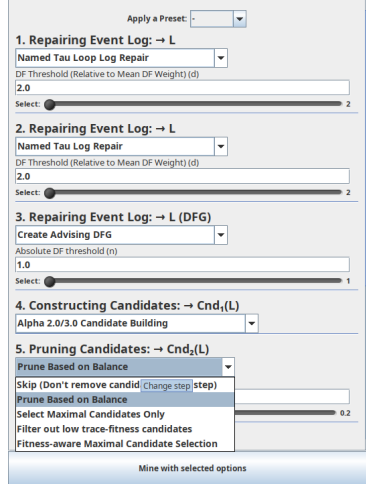 Apply a Preset: -
1. Repairing Event Log: → L
Named Tau Loop Log Repair
DF Threshold (Relative to Mean DF Weight) (d)
2.0
Select: 2
2. Repairing Event Log: → L
Named Tau Log Repair
DF Threshold (Relative to Mean DF Weight) (d)
2.0
Select: 2
3. Repairing Event Log: → L (DFG)
Create Advising DFG
Absolute DF threshold (n)
1.0
Select: 1
4. Constructing Candidates: → Cnd₁(L)
Alpha 2.0/3.0 Candidate Building
5. Pruning Candidates: → Cnd₂(L)
Prune Based on Balance
Skip (Don't remove candid Change step step)
Prune Based on Balance
Select Maximal Candidates Only
0.2
Filter out low trace-fitness candidates
Fitness-aware Maximal Candidate Selection
Mine with selected options